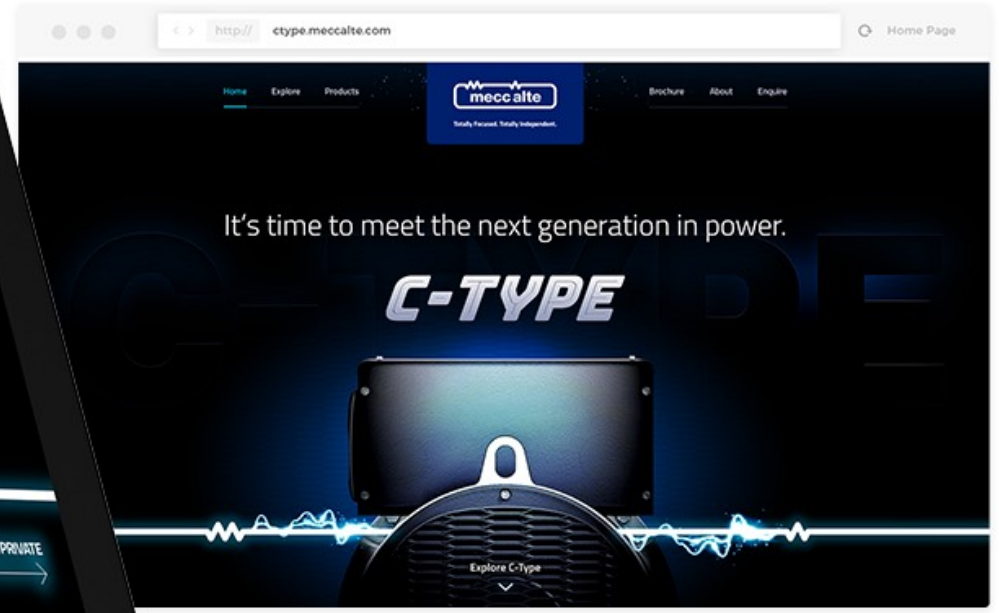 http:// ctype.meccalte.com
Home Page
Home Explore Products
mecc alte
Totally Focused. Totally Independent.
Brochure About Enquire
It's time to meet the next generation in power.
C-TYPE
C-TYPE
Explore C-Type
PRIVATE